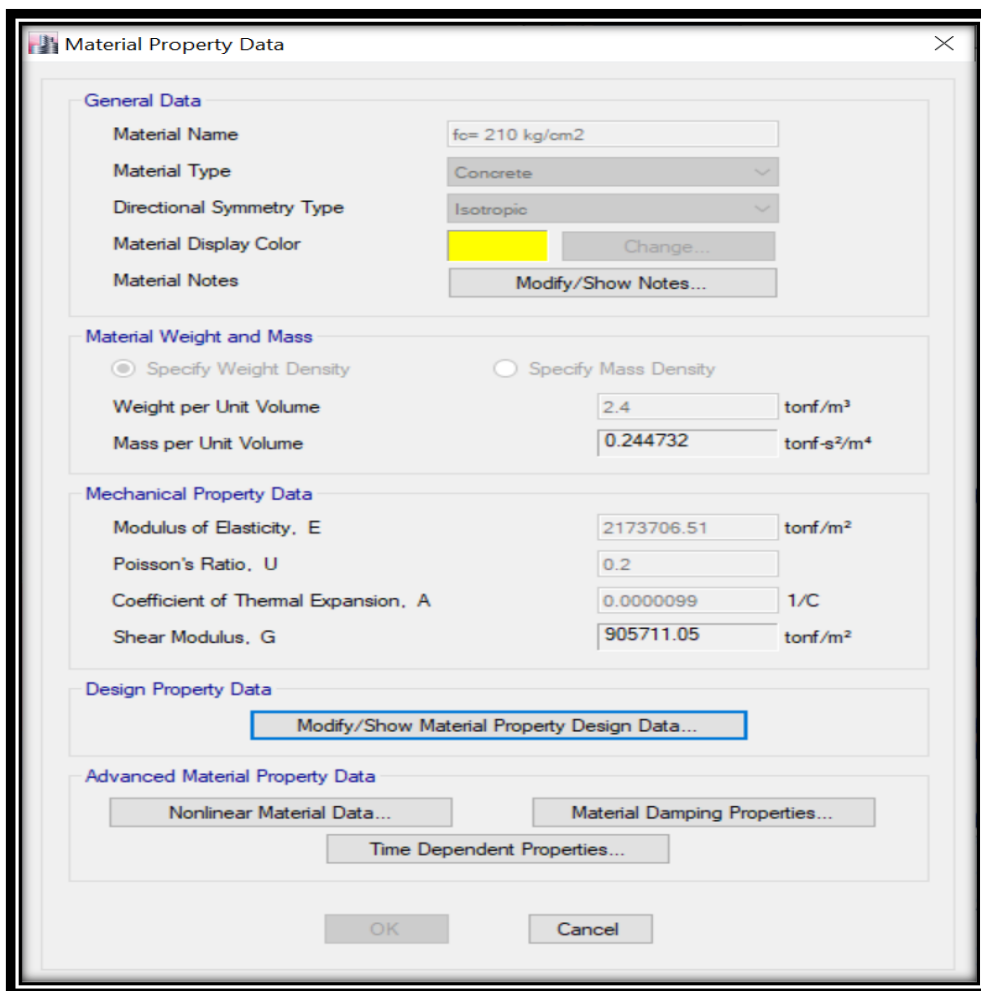 Material Property Data
General Data
Material Name fc= 210 kg/cm2
Material Type Concrete
Directional Symmetry Type Isotropic
Material Display Color Change...
Material Notes Modify/Show Notes...
Material Weight and Mass
Specify Weight Density Specify Mass Density
Weight per Unit Volume 2.4 tonf/m³
Mass per Unit Volume 0.244732 tonf-s²/m⁴
Mechanical Property Data
Modulus of Elasticity, E 2173706.51 tonf/m²
Poisson's Ratio, U 0.2
Coefficient of Thermal Expansion, A 0.0000099 1/C
Shear Modulus, G 905711.05 tonf/m²
Design Property Data
Modify/Show Material Property Design Data...
Advanced Material Property Data
Nonlinear Material Data... Material Damping Properties...
Time Dependent Properties...
OK Cancel